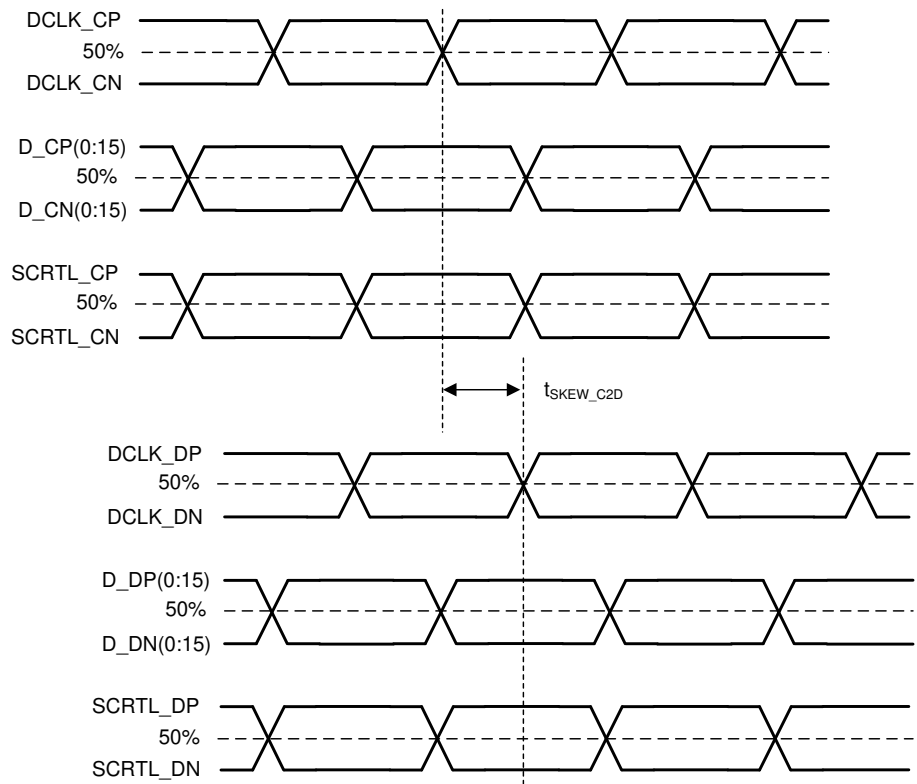 DCLK_CP
50%
DCLK_CN
D_CP(0:15)
50%
D_CN(0:15)
SCRTL_CP
50%
SCRTL_CN
tSKEW_C2D
DCLK_DP
50%
DCLK_DN
D_DP(0:15)
50%
D_DN(0:15)
SCRTL_DP
50%
SCRTL_DN